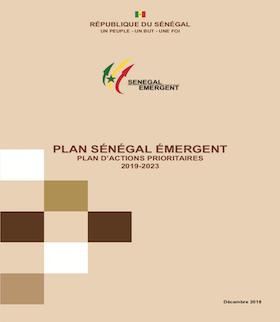 RÉPUBLIQUE DU SÉNÉGAL
UN PEUPLE - UN BUT - UNE FOI
SENEGAL
EMERGENT
PLAN SÉNÉGAL ÉMERGENT
PLAN D'ACTIONS PRIORITAIRES
2019-2023
Décembre 2018